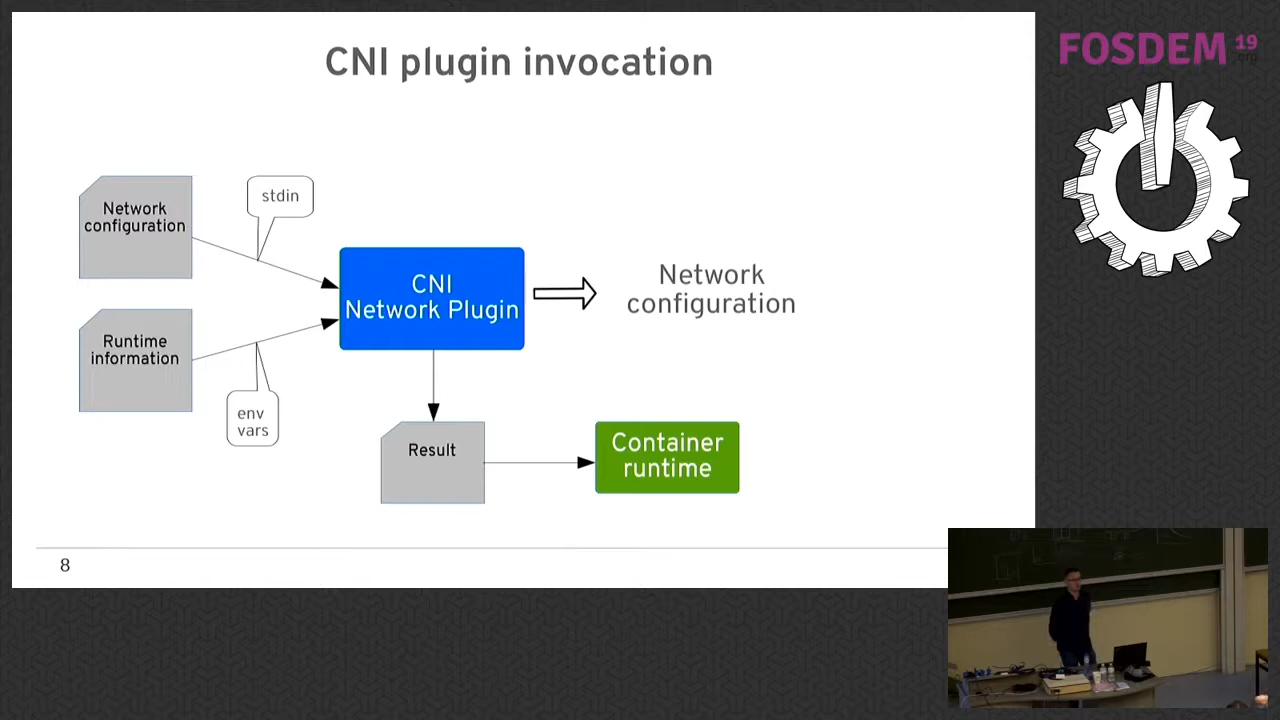 CNI plugin invocation
FOSDEM 19
.org
Network
configuration
stdin
CNI
Network Plugin
Network
configuration
Runtime
information
env
vars
Result
Container
runtime
8